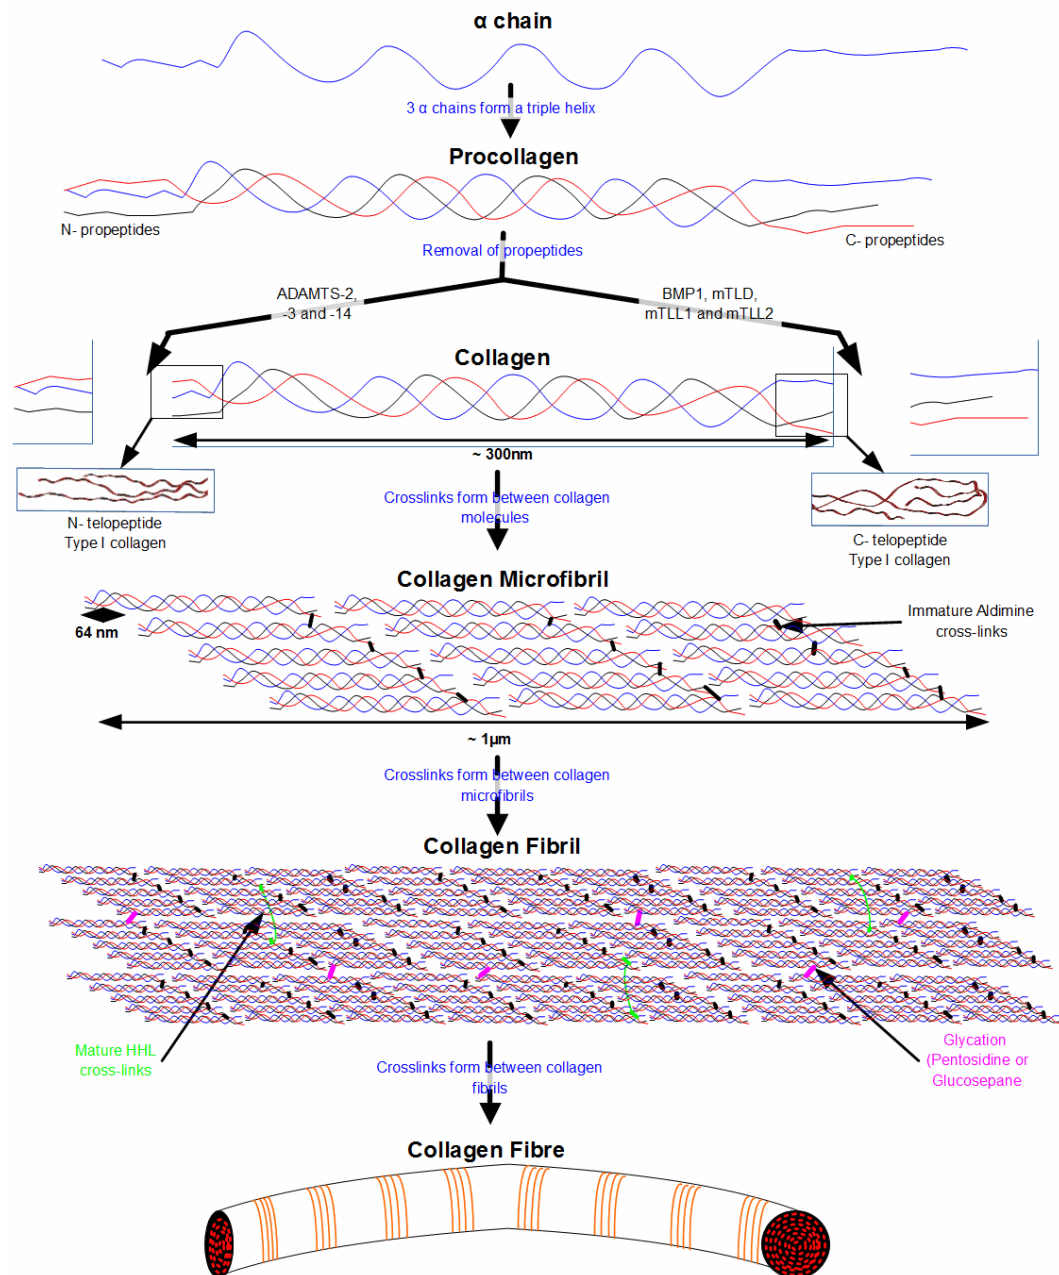 α chain
3 α chains form a triple helix
Procollagen
N- propeptides
C- propeptides
Removal of propeptides
ADAMTS-2,
-3 and -14
BMP1, mTLD,
mTLL1 and mTLL2
Collagen
~ 300nm
Crosslinks form between collagen
molecules
N- telopeptide
Type I collagen
C- telopeptide
Type I collagen
Collagen Microfibril
64 nm
Immature Aldimine
cross-links
~ 1µm
Crosslinks form between collagen
microfibrils
Collagen Fibril
Mature HHL
cross-links
Glycation
(Pentosidine or
Glucosepane
Crosslinks form between collagen
fibrils
Collagen Fibre